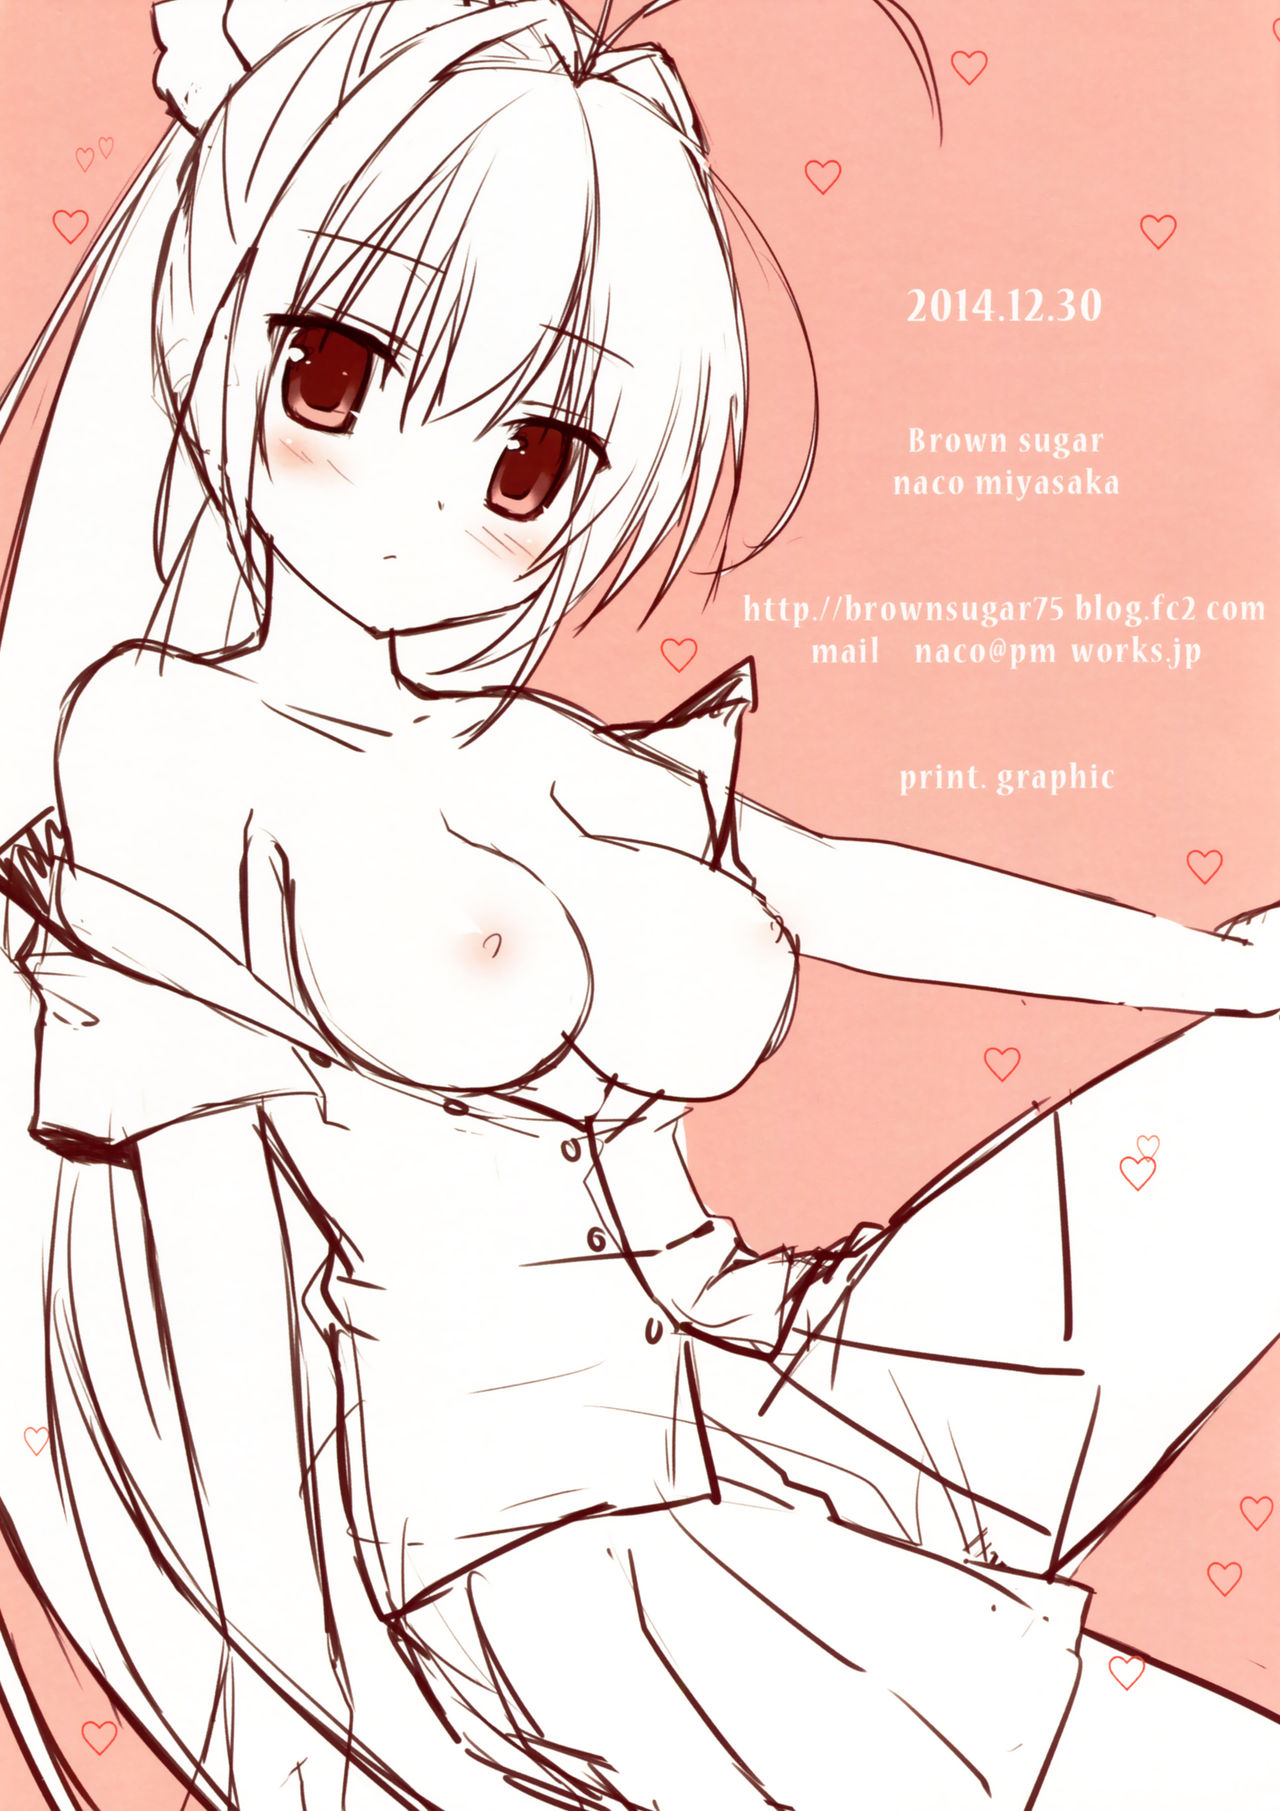 2014.12.30
Brown sugar
naco miyasaka
http://brownsugar75 blog.fc2 com
mail naco@pm works.jp
print. graphic